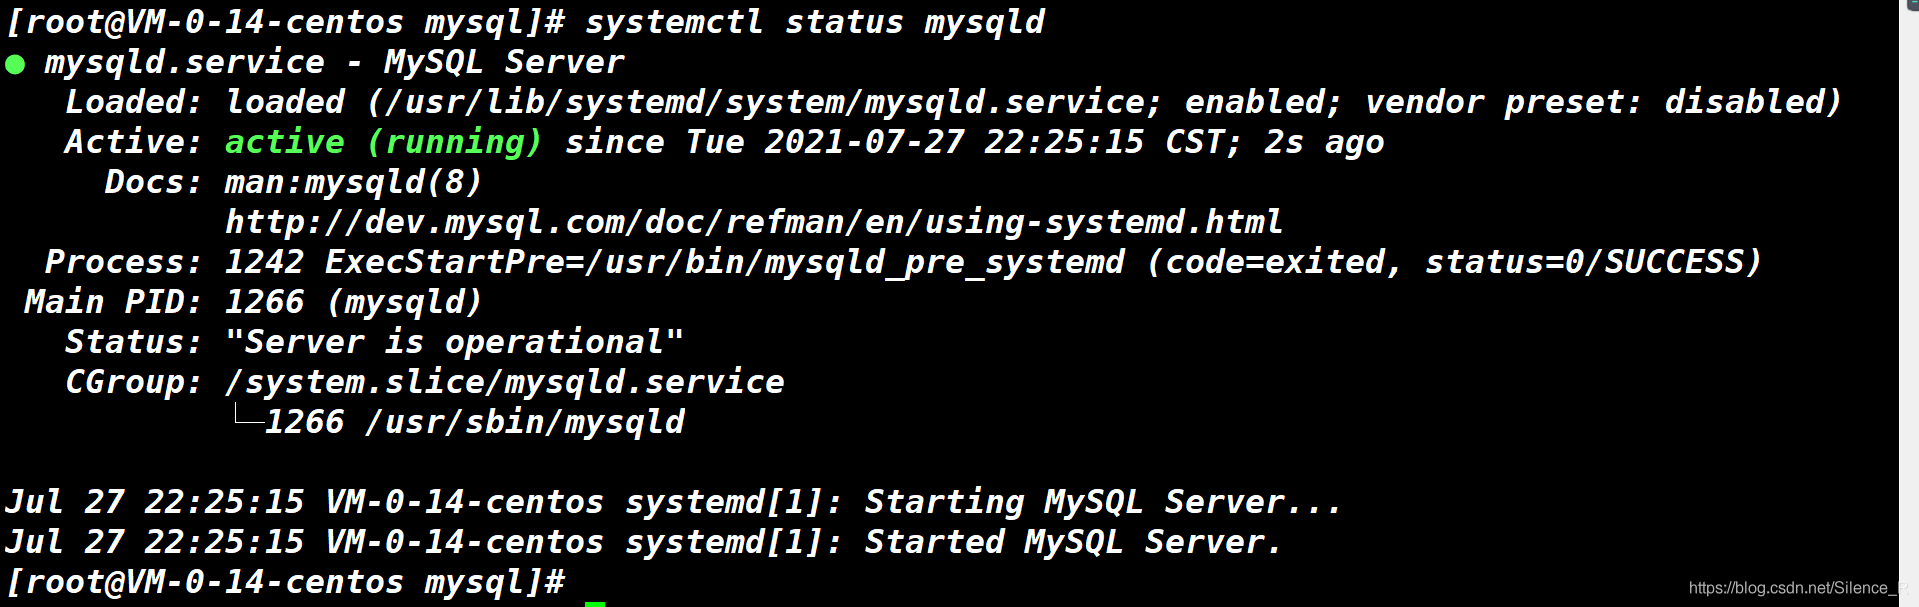 [root@VM-0-14-centos mysql]# systemctl status mysqld
● mysqld.service - MySQL Server
   Loaded: loaded (/usr/lib/systemd/system/mysqld.service; enabled; vendor preset: disabled)
   Active: active (running) since Tue 2021-07-27 22:25:15 CST; 2s ago
     Docs: man:mysqld(8)
           http://dev.mysql.com/doc/refman/en/using-systemd.html
  Process: 1242 ExecStartPre=/usr/bin/mysqld_pre_systemd (code=exited, status=0/SUCCESS)
 Main PID: 1266 (mysqld)
   Status: "Server is operational"
   CGroup: /system.slice/mysqld.service
           └─1266 /usr/sbin/mysqld

Jul 27 22:25:15 VM-0-14-centos systemd[1]: Starting MySQL Server...
Jul 27 22:25:15 VM-0-14-centos systemd[1]: Started MySQL Server.
[root@VM-0-14-centos mysql]#
https://blog.csdn.net/Silence_